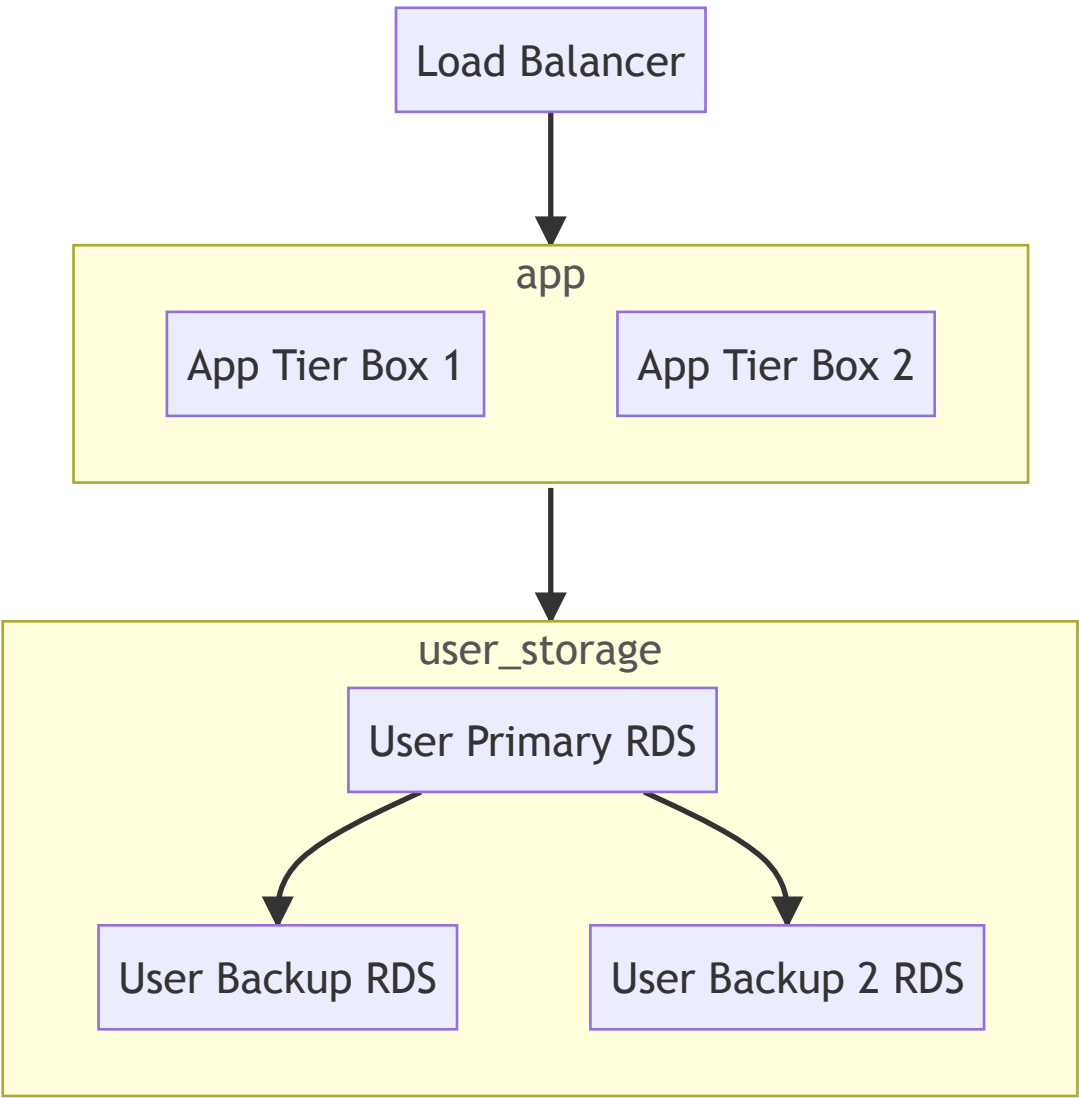 Load Balancer
app
App Tier Box 1
App Tier Box 2
user_storage
User Primary RDS
User Backup RDS
User Backup 2 RDS